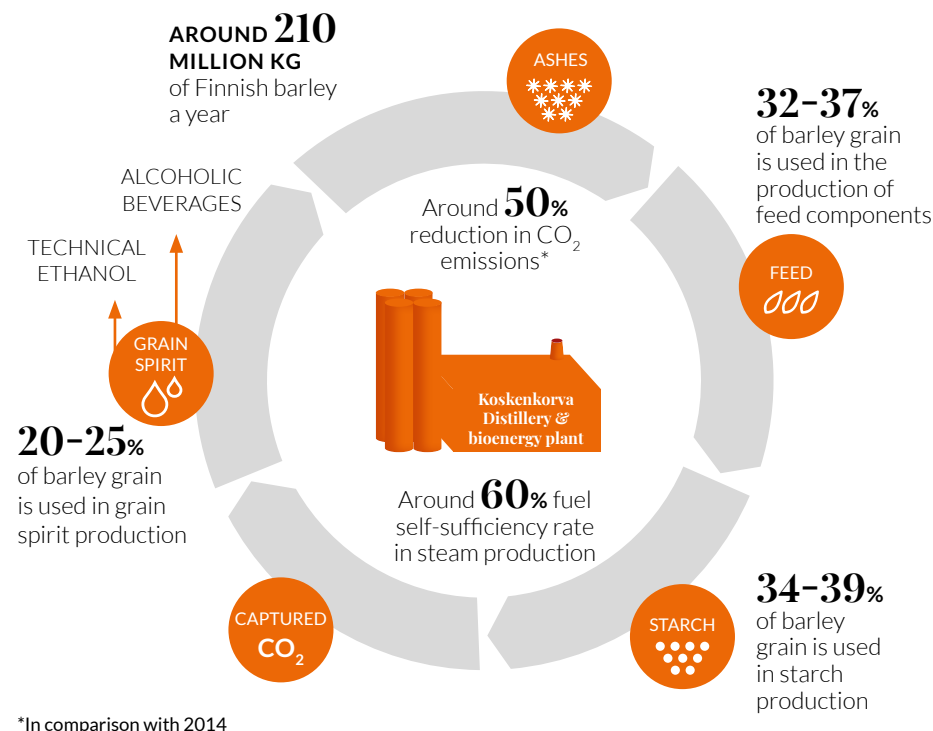 AROUND 210
MILLION KG
of Finnish barley
a year
ASHES
32–37%
of barley grain
is used in the
production of
feed components
ALCOHOLIC
BEVERAGES
TECHNICAL
ETHANOL
Around 50%
reduction in CO₂
emissions*
FEED
GRAIN
SPIRIT
Koskenkorva
Distillery &
bioenergy plant
20–25%
of barley grain
is used in grain
spirit production
Around 60% fuel
self-sufficiency rate
in steam production
CAPTURED
CO₂
STARCH
34–39%
of barley
grain is used
in starch
production
*In comparison with 2014